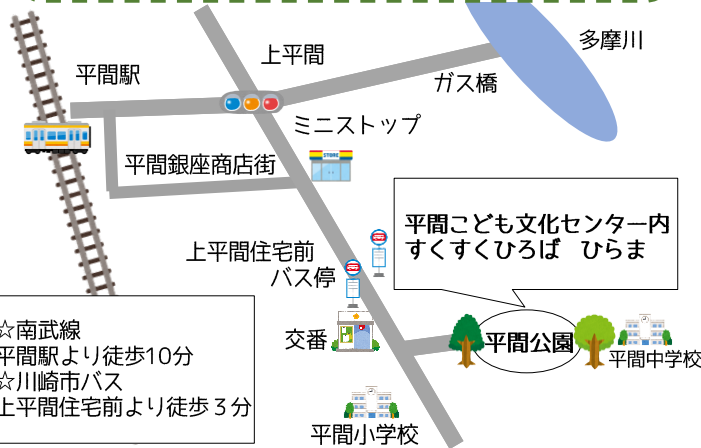 多摩川
上平間
平間駅
ガス橋
ミニストップ
STORE
平間銀座商店街
平間こども文化センター内
すくすくひろば　ひらま
上平間住宅前
バス停
交番
平間公園
平間中学校
☆南武線
平間駅より徒歩10分
☆川崎市バス
上平間住宅前より徒歩３分
平間小学校